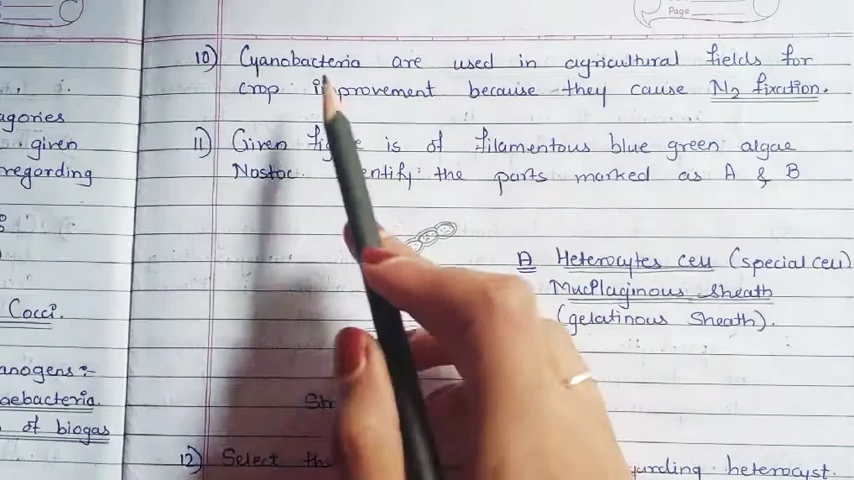 Page
agories
given
regording
Cocci.
anogens:-
aebacteria.
of biogas
10) Cyanobacteria are used in agricultural fields for
crop improvement because they cause N2 fixation.
11) Given is of filamentous blue green algae
Nostoc. the parts marked as A & B
A Heterocytes cell (special cell)
Mucplaginous sheath
(gelatinous sheath).
12) Select heterocyst.